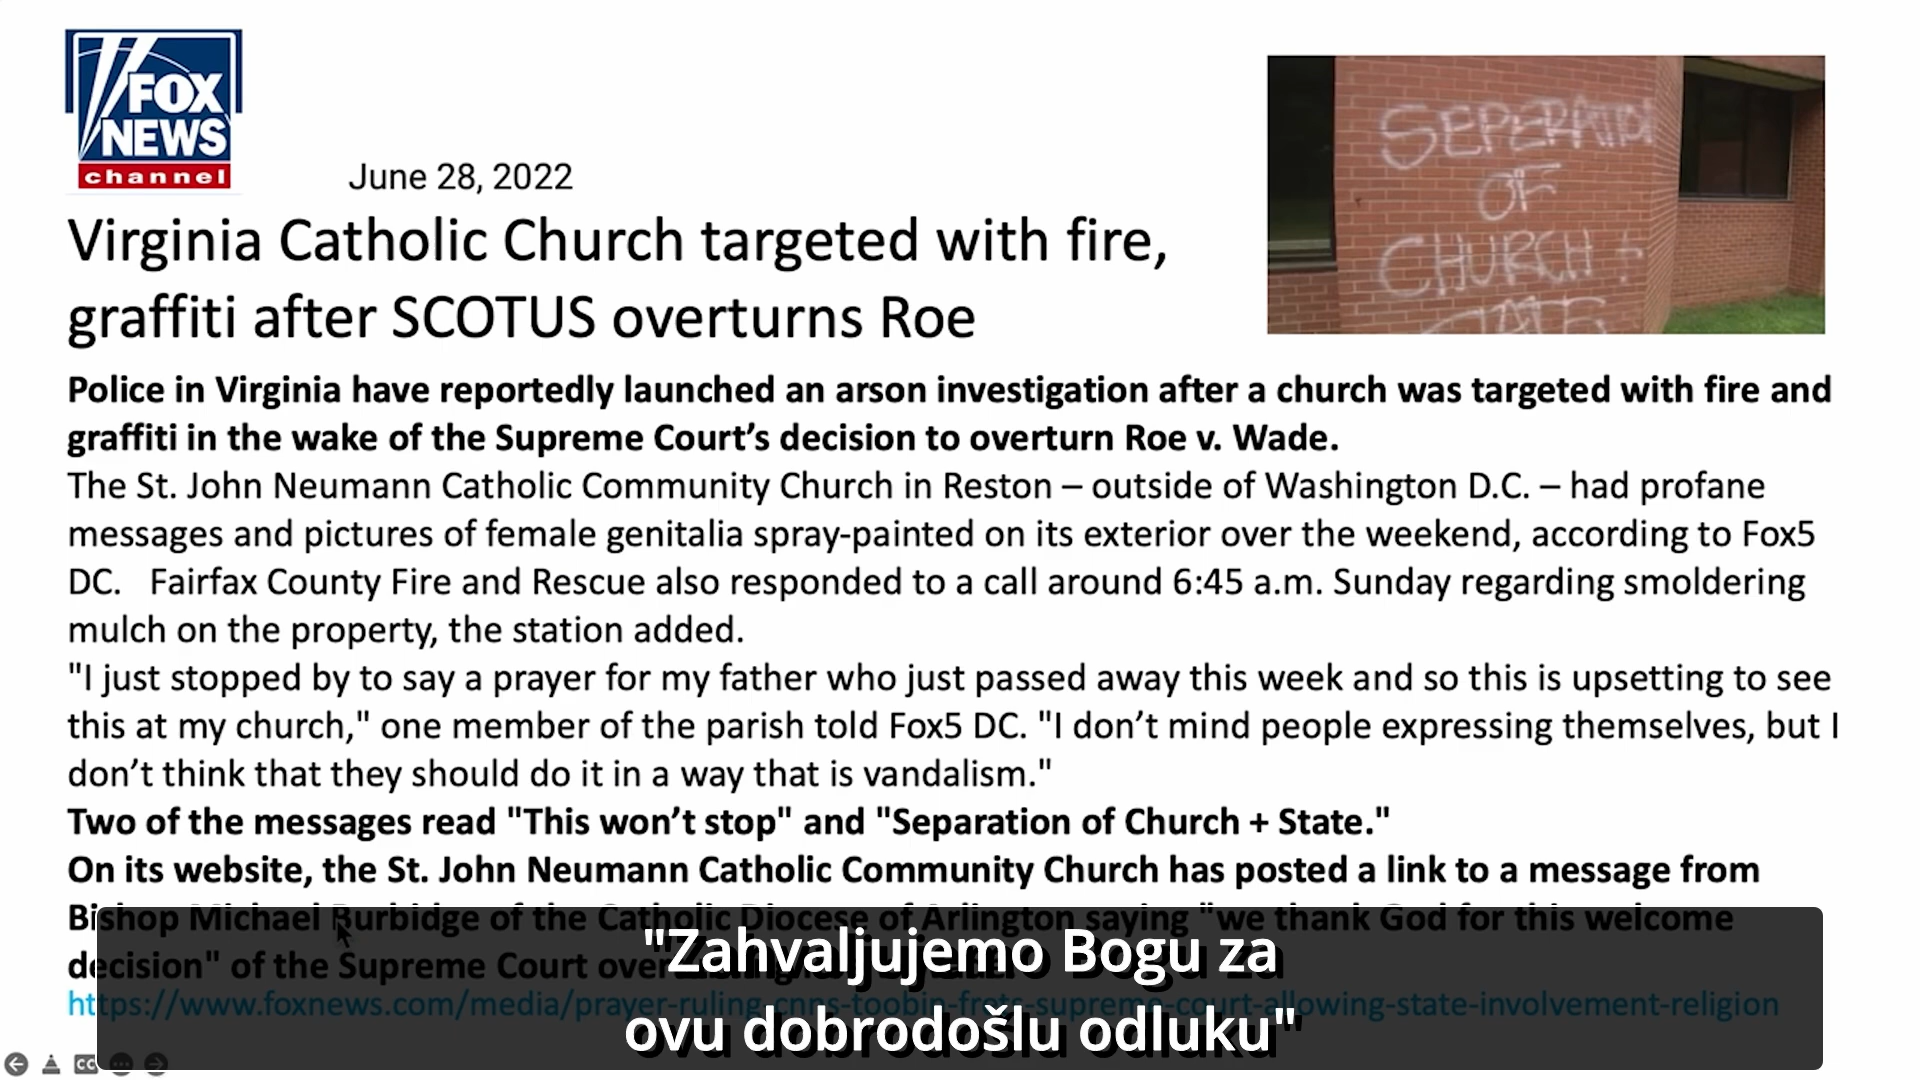 FOX
NEWS
channel
June 28, 2022
Virginia Catholic Church targeted with fire,
graffiti after SCOTUS overturns Roe
SEPERATION
OF
CHURCH +
STATE
Police in Virginia have reportedly launched an arson investigation after a church was targeted with fire and
graffiti in the wake of the Supreme Court’s decision to overturn Roe v. Wade.
The St. John Neumann Catholic Community Church in Reston – outside of Washington D.C. – had profane
messages and pictures of female genitalia spray-painted on its exterior over the weekend, according to Fox5
DC.   Fairfax County Fire and Rescue also responded to a call around 6:45 a.m. Sunday regarding smoldering
mulch on the property, the station added.
"I just stopped by to say a prayer for my father who just passed away this week and so this is upsetting to see
this at my church," one member of the parish told Fox5 DC. "I don’t mind people expressing themselves, but I
don’t think that they should do it in a way that is vandalism."
Two of the messages read "This won’t stop" and "Separation of Church + State."
On its website, the St. John Neumann Catholic Community Church has posted a link to a message from
Bishop Michael Burbidge of the Catholic Diocese of Arlington saying "we thank God for this welcome
decision" of the Supreme Court over
https://www.foxnews.com/media/prayer-ruling-cnns-toobin-frets-supreme-court-allowing-state-involvement-religion
"Zahvaljujemo Bogu za
ovu dobrodošlu odluku"
CC